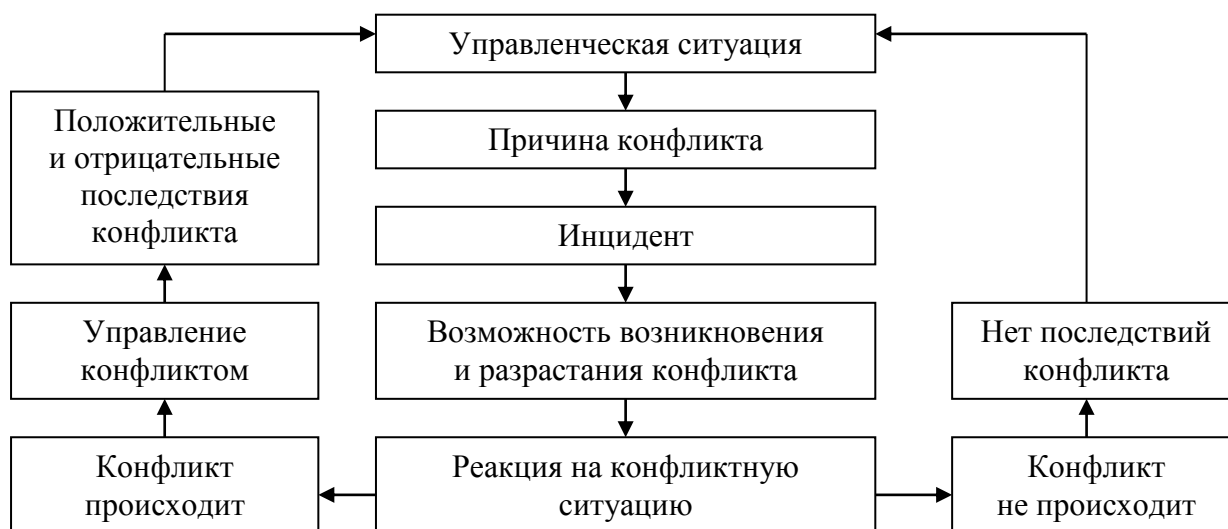 Управленческая ситуация
Положительные
и отрицательные
последствия
конфликта
Причина конфликта
Инцидент
Управление
конфликтом
Возможность возникновения
и разрастания конфликта
Нет последствий
конфликта
Конфликт
происходит
Реакция на конфликтную
ситуацию
Конфликт
не происходит